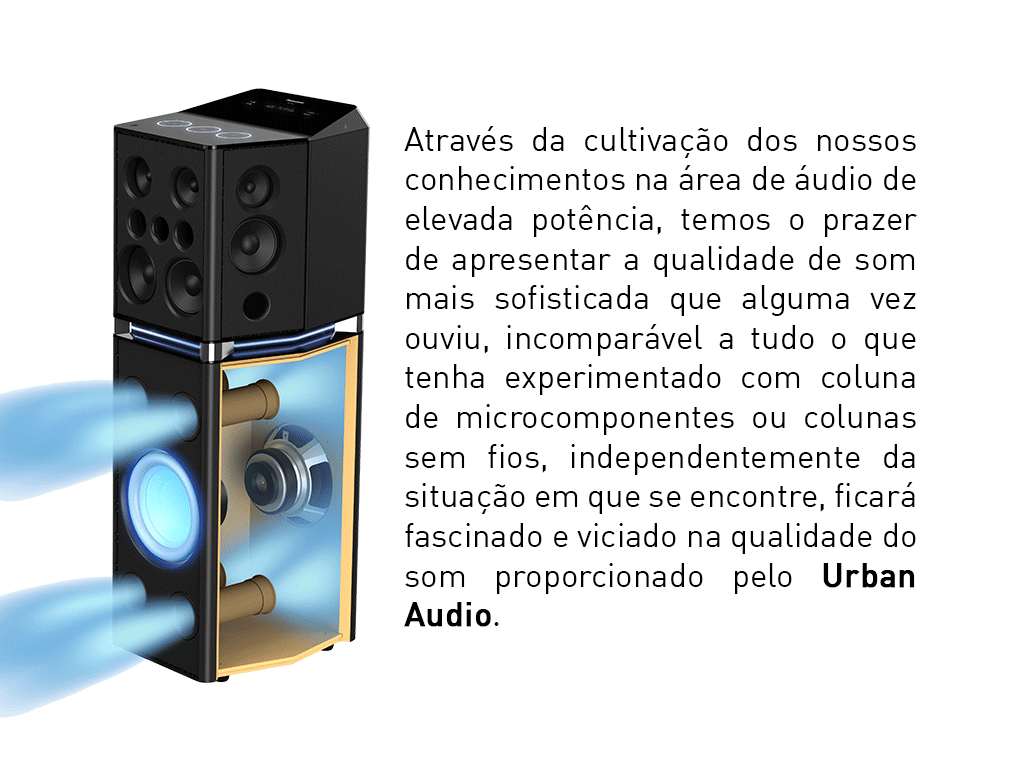 Através da cultivação dos nossos
conhecimentos na área de áudio de
elevada potência, temos o prazer
de apresentar a qualidade de som
mais sofisticada que alguma vez
ouviu, incomparável a tudo o que
tenha experimentado com coluna
de microcomponentes ou colunas
sem fios, independentemente da
situação em que se encontre, ficará
fascinado e viciado na qualidade do
som proporcionado pelo Urban
Audio.